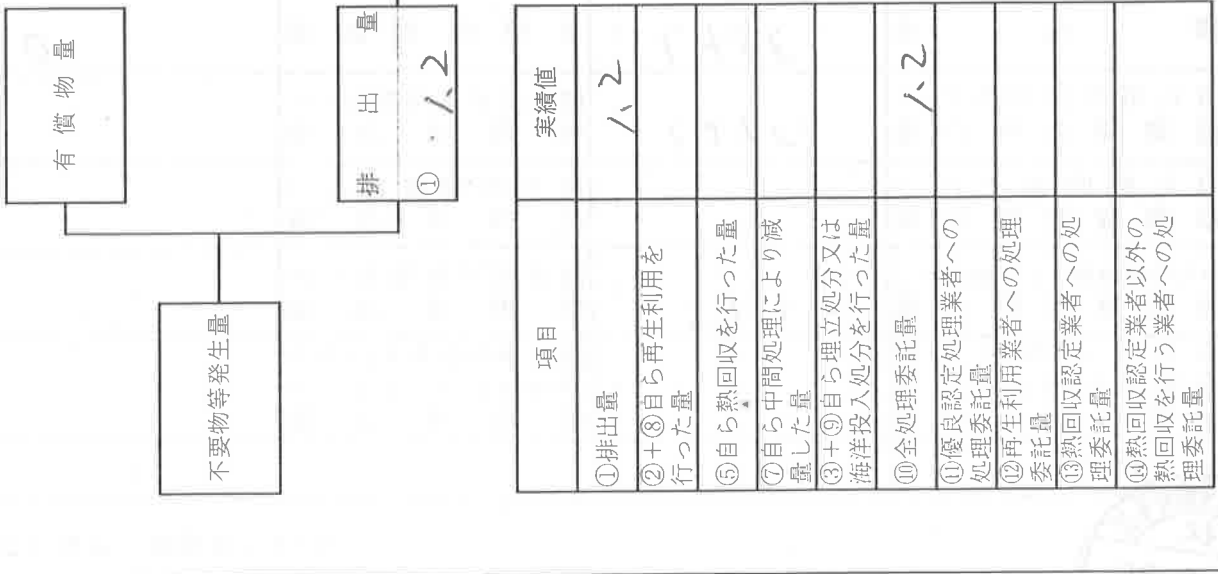 有償物量
不要物等発生量
排出量
① 1.2
項目 実績値
①排出量 1.2
②+⑧自ら再生利用を
行った量
⑤自ら熱回収を行った量
⑦自ら中間処理により減
量した量
③+⑨自ら埋立処分又は
海洋投入処分を行った量
⑩全処理委託量 1.2
⑪優良認定処理業者への
処理委託量
⑫再生利用業者への処理
委託量
⑬熱回収認定業者への処
理委託量
⑭熱回収認定業者以外の
熱回収を行う業者への処
理委託量